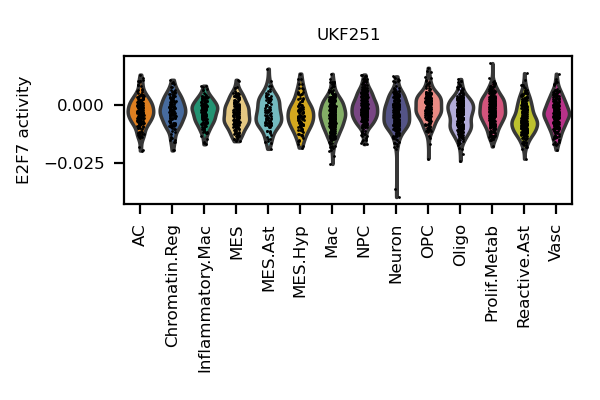 UKF251
E2F7 activity
0.000
−0.025
AC
Chromatin.Reg
Inflammatory.Mac
MES
MES.Ast
MES.Hyp
Mac
NPC
Neuron
OPC
Oligo
Prolif.Metab
Reactive.Ast
Vasc